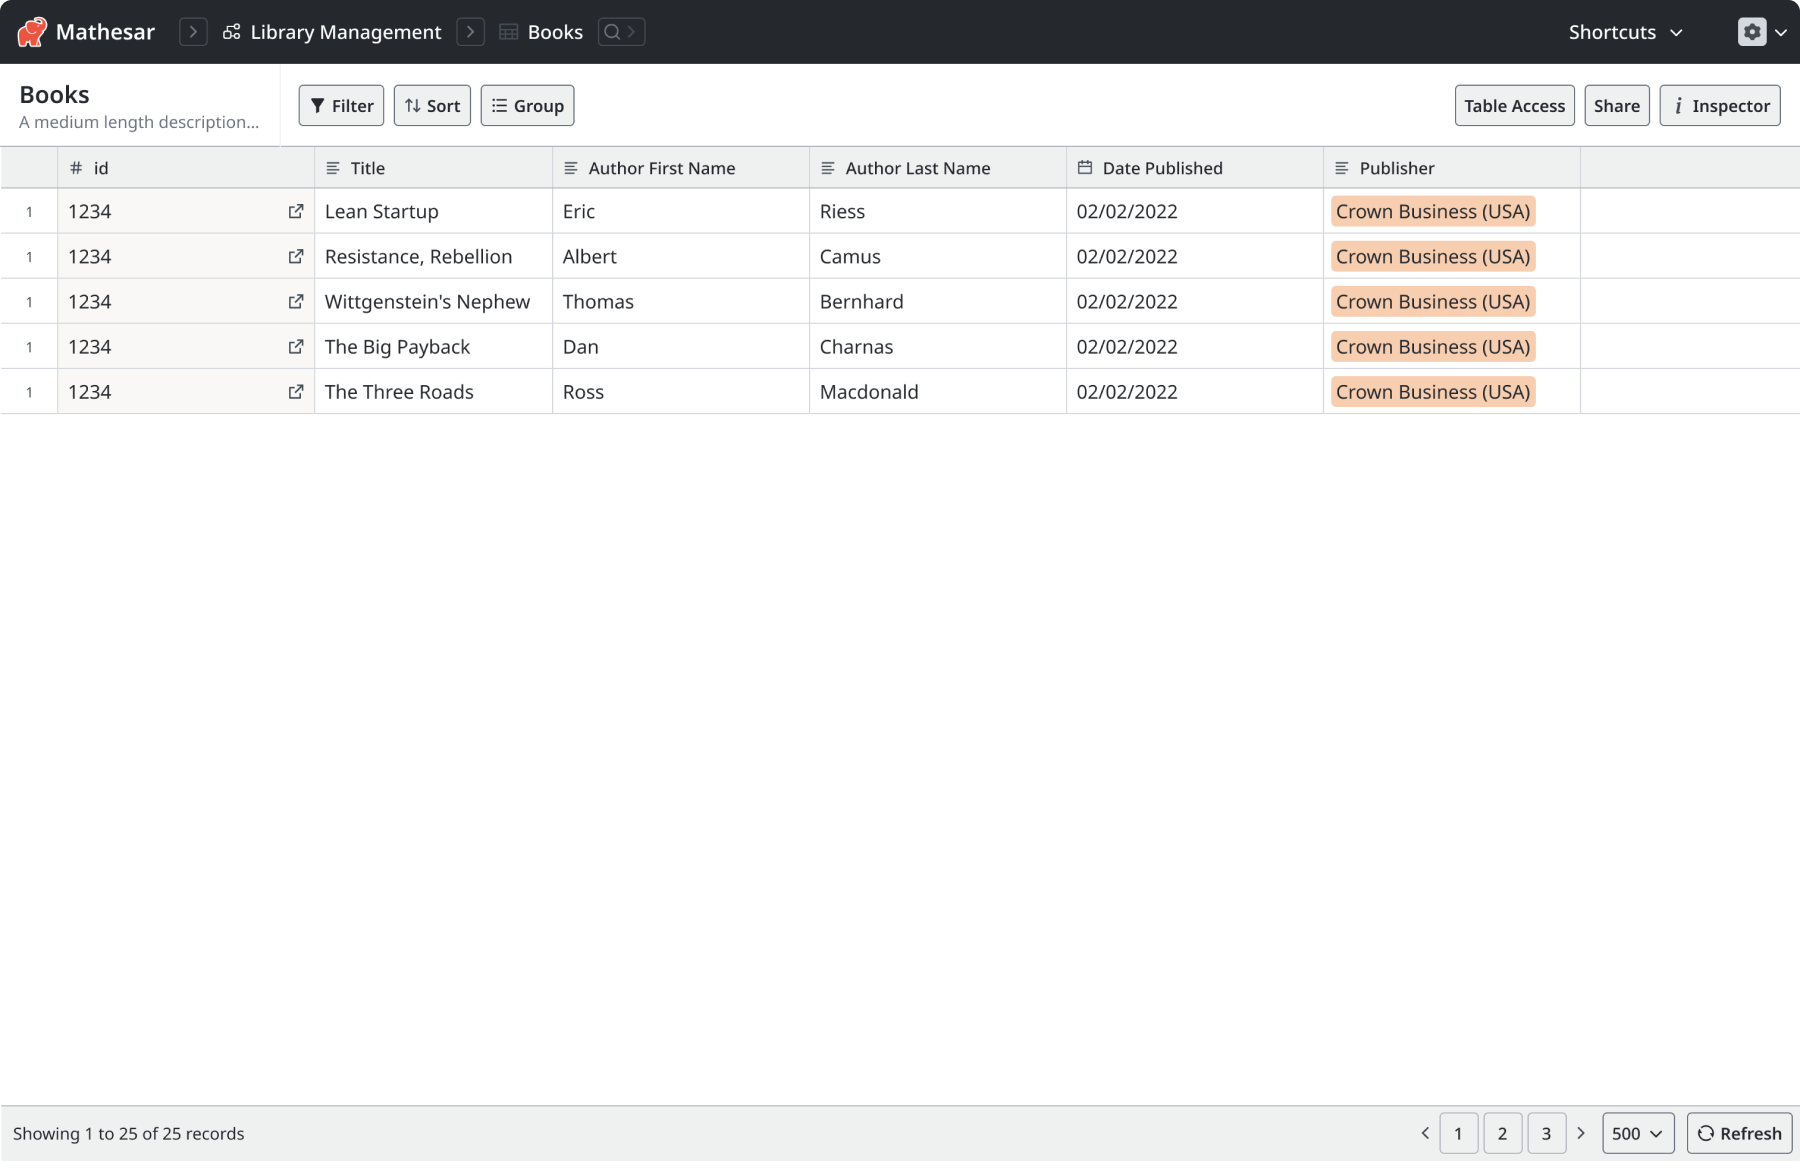 Mathesar Library Management Books Shortcuts
Books
A medium length description...
Filter Sort Group Table Access Share i Inspector
# id Title Author First Name Author Last Name Date Published Publisher
1 1234 Lean Startup Eric Riess 02/02/2022 Crown Business (USA)
1 1234 Resistance, Rebellion Albert Camus 02/02/2022 Crown Business (USA)
1 1234 Wittgenstein's Nephew Thomas Bernhard 02/02/2022 Crown Business (USA)
1 1234 The Big Payback Dan Charnas 02/02/2022 Crown Business (USA)
1 1234 The Three Roads Ross Macdonald 02/02/2022 Crown Business (USA)
Showing 1 to 25 of 25 records 1 2 3 500 Refresh